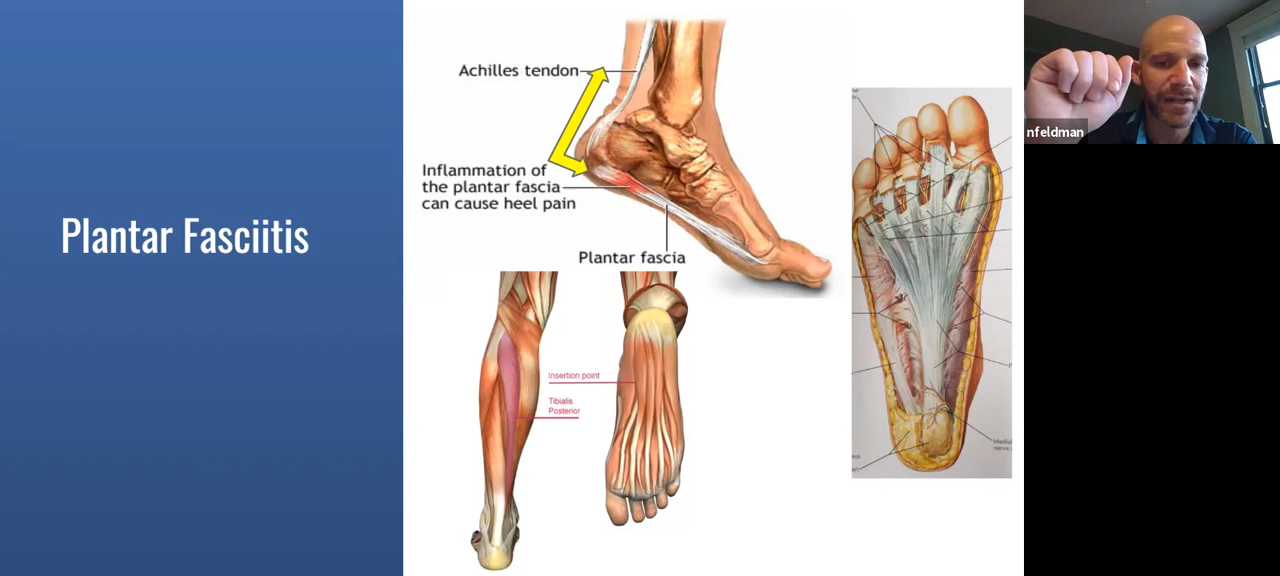 Plantar Fasciitis
Achilles tendon
Inflammation of
the plantar fascia
can cause heel pain
Plantar fascia
Insertion point
Tibialis
Posterior
nfeldman